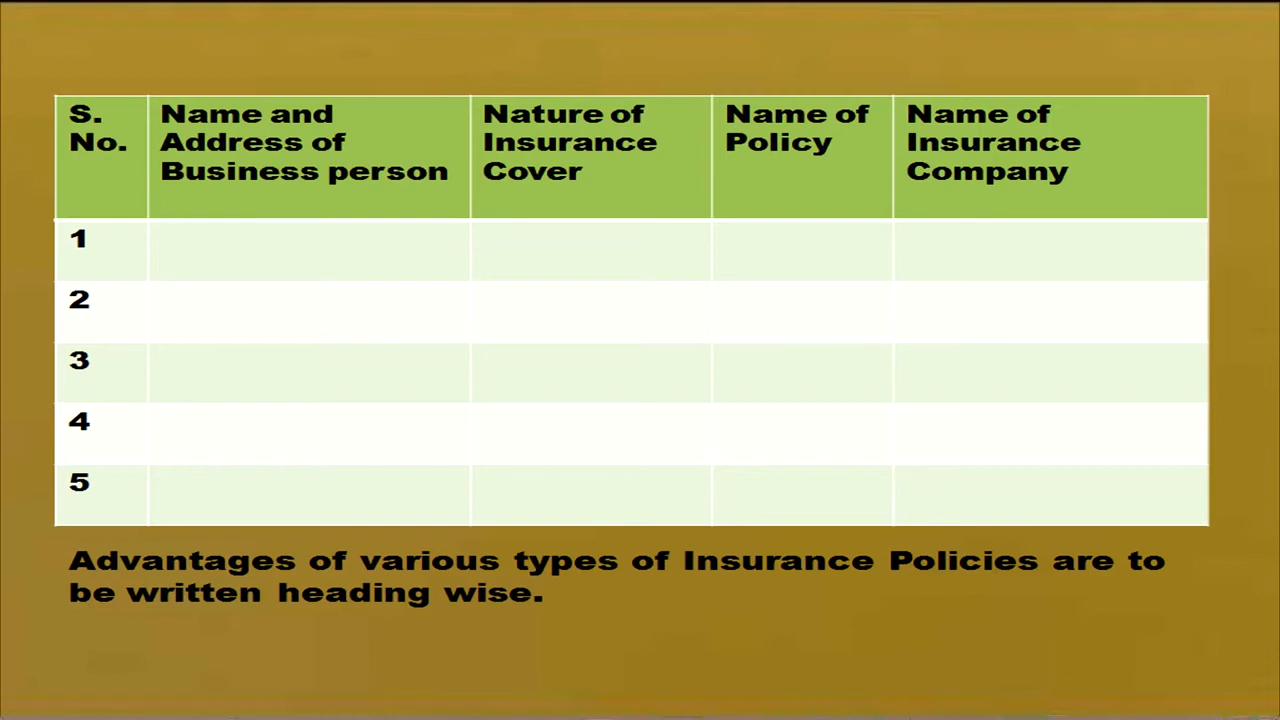 S. No.
Name and Address of Business person
Nature of Insurance Cover
Name of Policy
Name of Insurance Company
1
2
3
4
5
Advantages of various types of Insurance Policies are to
be written heading wise.